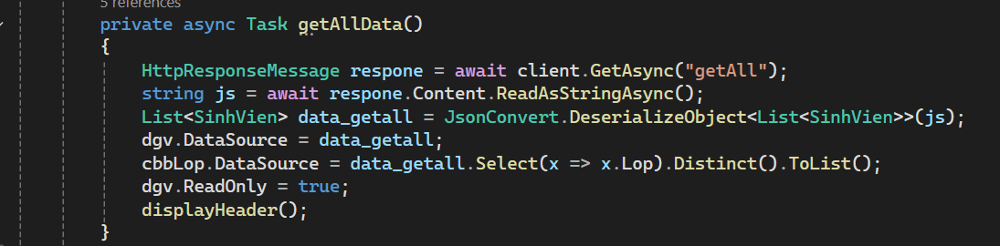 5 references
private async Task getAllData()
{
HttpResponseMessage respone = await client.GetAsync("getAll");
string js = await respone.Content.ReadAsStringAsync();
List<SinhVien> data_getall = JsonConvert.DeserializeObject<List<SinhVien>>(js);
dgv.DataSource = data_getall;
cbbLop.DataSource = data_getall.Select(x => x.Lop).Distinct().ToList();
dgv.ReadOnly = true;
displayHeader();
}